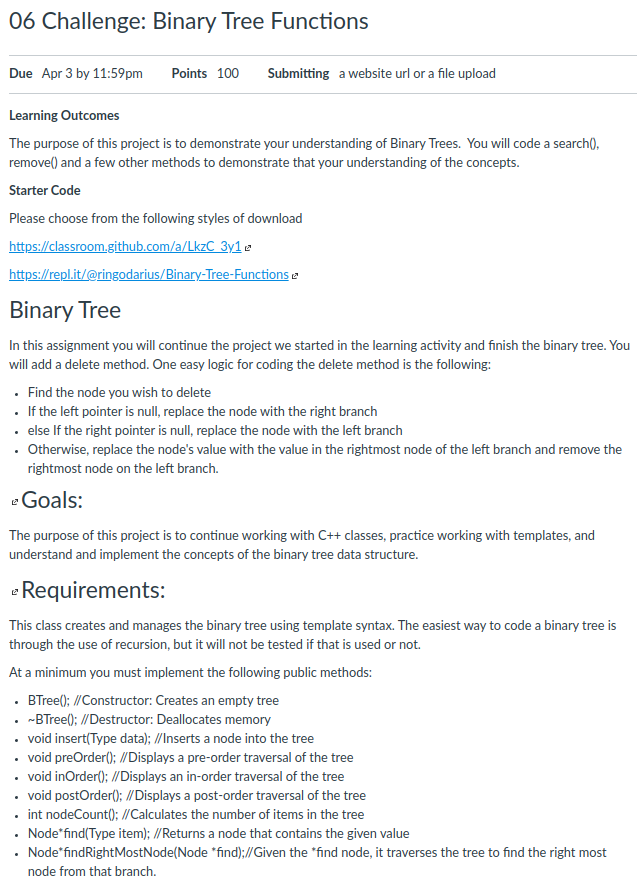 06 Challenge: Binary Tree Functions
Due Apr 3 by 11:59pm Points 100 Submitting a website url or a file upload
Learning Outcomes
The purpose of this project is to demonstrate your understanding of Binary Trees. You will code a search(),
remove() and a few other methods to demonstrate that your understanding of the concepts.
Starter Code
Please choose from the following styles of download
https://classroom.github.com/a/LkzC_3y1
https://repl.it/@ringodarius/Binary-Tree-Functions
Binary Tree
In this assignment you will continue the project we started in the learning activity and finish the binary tree. You
will add a delete method. One easy logic for coding the delete method is the following:
• Find the node you wish to delete
• If the left pointer is null, replace the node with the right branch
• else If the right pointer is null, replace the node with the left branch
• Otherwise, replace the node's value with the value in the rightmost node of the left branch and remove the
rightmost node on the left branch.
Goals:
The purpose of this project is to continue working with C++ classes, practice working with templates, and
understand and implement the concepts of the binary tree data structure.
Requirements:
This class creates and manages the binary tree using template syntax. The easiest way to code a binary tree is
through the use of recursion, but it will not be tested if that is used or not.
At a minimum you must implement the following public methods:
• BTree(); //Constructor: Creates an empty tree
• ~BTree(); //Destructor: Deallocates memory
• void insert(Type data); //Inserts a node into the tree
• void preOrder(); //Displays a pre-order traversal of the tree
• void inOrder(); //Displays an in-order traversal of the tree
• void postOrder(); //Displays a post-order traversal of the tree
• int nodeCount(); //Calculates the number of items in the tree
• Node*find(Type item); //Returns a node that contains the given value
• Node*findRightMostNode(Node *find);//Given the *find node, it traverses the tree to find the right most
node from that branch.